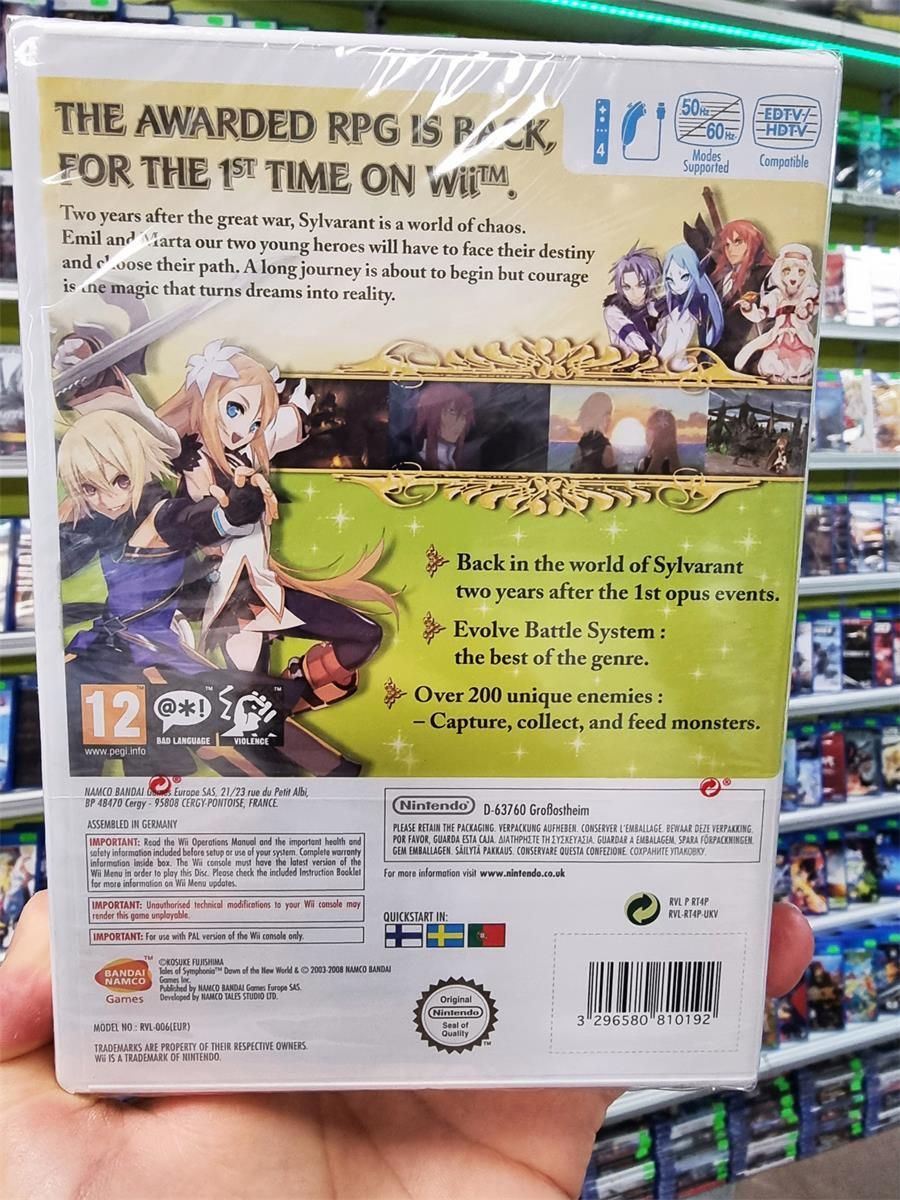 THE AWARDED RPG IS BACK,
FOR THE 1ST TIME ON Wii™.
Two years after the great war, Sylvarant is a world of chaos.
Emil and Marta our two young heroes will have to face their destiny
and choose their path. A long journey is about to begin but courage
is the magic that turns dreams into reality.
4
50Hz
60Hz
Modes
Supported
EDTV/
HDTV
Compatible
Back in the world of Sylvarant
two years after the 1st opus events.
Evolve Battle System :
the best of the genre.
Over 200 unique enemies :
– Capture, collect, and feed monsters.
12
www.pegi.info
@*!
BAD LANGUAGE
VIOLENCE
NAMCO BANDAI Games Europe SAS. 21/23 rue du Petit Albi,
BP 48470 Cergy - 95808 CERGY-PONTOISE, FRANCE.
ASSEMBLED IN GERMANY
IMPORTANT: Read the Wii Operations Manual and the important health and
safety information included before setup or use of your system. Complete warranty
information inside box. The Wii console must have the latest version of the
Wii Menu in order to play this Disc. Please check the included Instruction Booklet
for more information on Wii Menu updates.
IMPORTANT: Unauthorised technical modifications to your Wii console may
render this game unplayable.
IMPORTANT: For use with PAL version of the Wii console only.
BANDAI
NAMCO
Games
©KOSUKE FUJISHIMA
Tales of Symphonia™ Dawn of the New World & © 2003-2008 NAMCO BANDAI
Games Inc.
Published by NAMCO BANDAI Games Europe SAS.
Developed by NAMCO TALES STUDIO LTD.
MODEL NO : RVL-006(EUR)
TRADEMARKS ARE PROPERTY OF THEIR RESPECTIVE OWNERS.
Wii IS A TRADEMARK OF NINTENDO.
Nintendo® D-63760 Großostheim
PLEASE RETAIN THE PACKAGING. VERPACKUNG AUFHEBEN. CONSERVER L'EMBALLAGE. BEWAAR DEZE VERPAKKING.
POR FAVOR, GUARDA ESTA CAJA. ΔΙΑΤΗΡΗΣΤΕ ΤΗ ΣΥΣΚΕΥΑΣΙΑ. GUARDAR A EMBALAGEM. SPARA FÖRPACKNINGEN.
GEM EMBALLAGEN. SÄILYTÄ PAKKAUS. CONSERVARE QUESTA CONFEZIONE. СОХРАНИТЕ УПАКОВКУ.
For more information visit www.nintendo.co.uk
QUICKSTART IN:
RVL P RT4P
RVL-RT4P-UKV
Original
Nintendo
Seal of
Quality
™
3 296580 810192